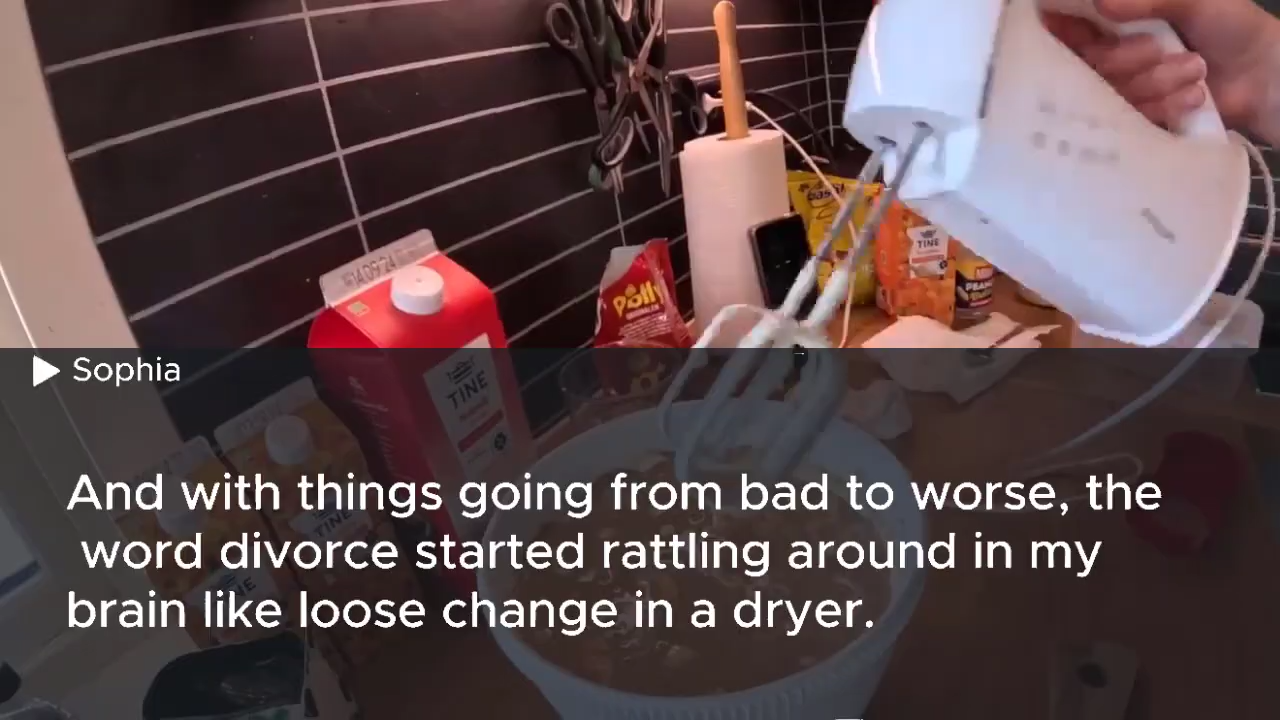 14.09.24
Polly
TINE
PEANUT
TINE
Sophia
And with things going from bad to worse, the
word divorce started rattling around in my
brain like loose change in a dryer.